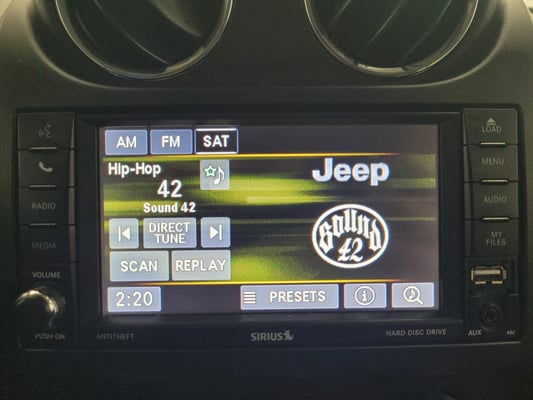 LOAD
AM FM SAT
MENU
Hip-Hop
42
Sound 42
Jeep
RADIO
AUDIO
DIRECT TUNE
Sound 42
MEDIA
MY FILES
SCAN REPLAY
VOLUME
2:20
PRESETS
PUSH ON
ANTITHEFT
SIRIUS
HARD DISC DRIVE
AUX